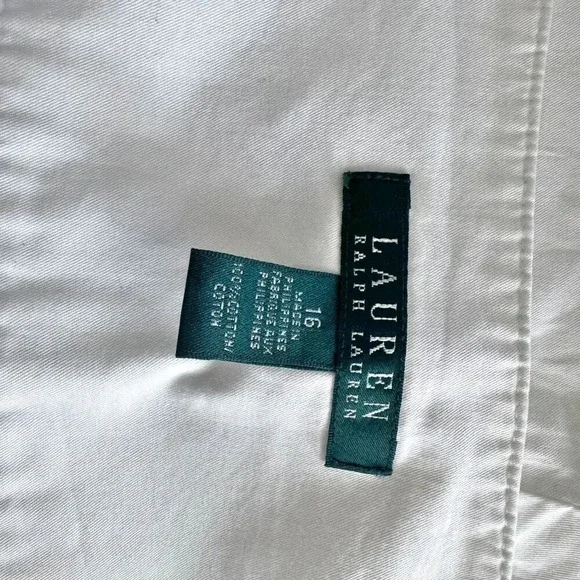 LAUREN
RALPH LAUREN
16
MADE IN
PHILIPPINES
FABRIQUE AUX
PHILIPPINES
100% COTTON/
COTON